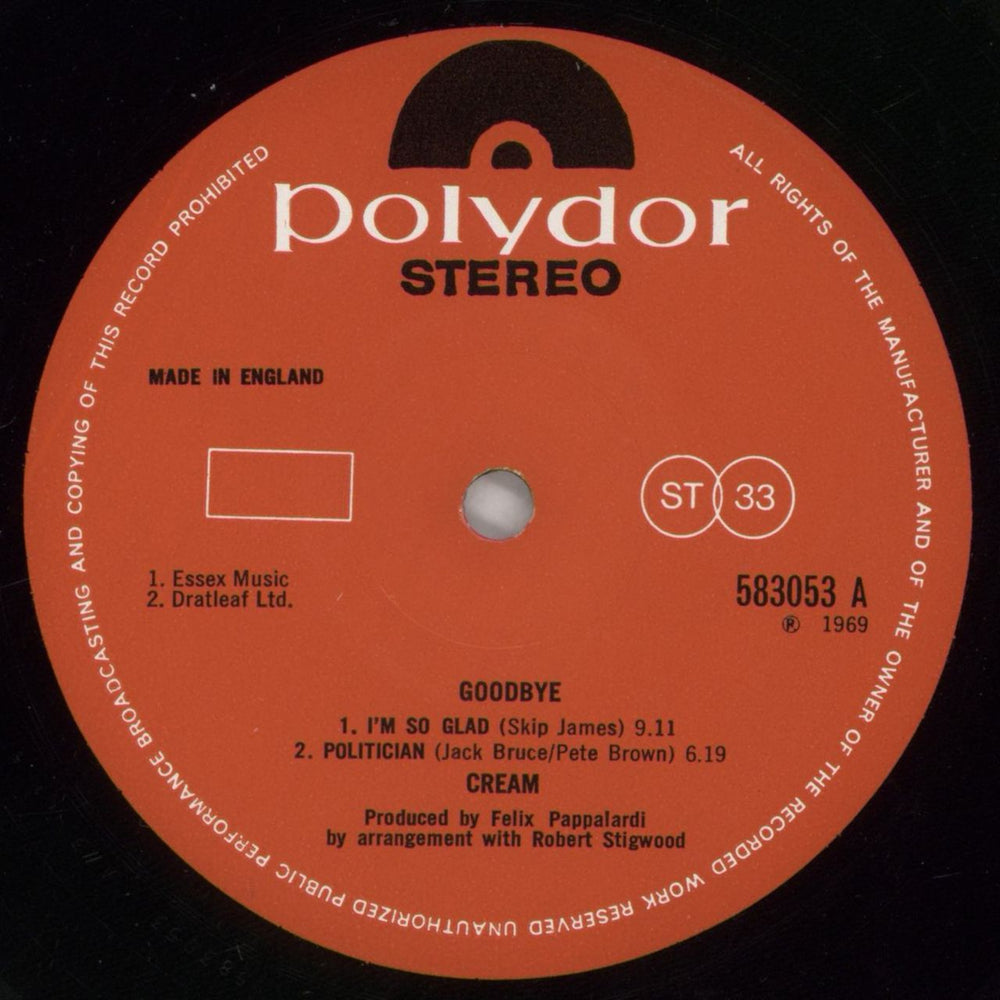 polydor
STEREO
MADE IN ENGLAND
ST 33
1. Essex Music
2. Dratleaf Ltd.
583053 A
℗ 1969
GOODBYE
1. I'M SO GLAD (Skip James) 9.11
2. POLITICIAN (Jack Bruce/Pete Brown) 6.19
CREAM
Produced by Felix Pappalardi
by arrangement with Robert Stigwood
ALL RIGHTS OF THE MANUFACTURER AND OF THE OWNER OF THE RECORDED WORK RESERVED UNAUTHORIZED PUBLIC PERFORMANCE BROADCASTING AND COPYING OF THIS RECORD PROHIBITED